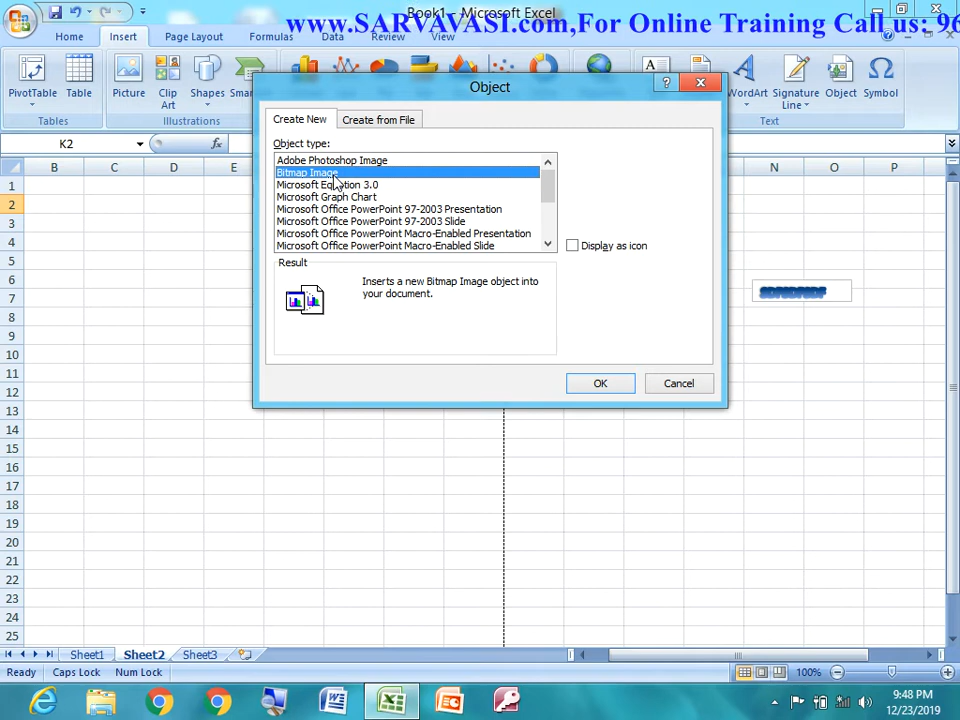 Book1 - Microsoft Excel
www.SARVAVASI.com,For Online Training Call us: 96
Home Insert Page Layout Formulas Data Review View
PivotTable Table Picture Clip Art Shapes Smar WordArt Signature Line Object Symbol
Tables Illustrations Text
K2 fx
Object
Create New Create from File
Object type:
Adobe Photoshop Image
Bitmap Image
Microsoft Equation 3.0
Microsoft Graph Chart
Microsoft Office PowerPoint 97-2003 Presentation
Microsoft Office PowerPoint 97-2003 Slide
Microsoft Office PowerPoint Macro-Enabled Presentation
Microsoft Office PowerPoint Macro-Enabled Slide
Display as icon
Result
Inserts a new Bitmap Image object into
your document.
OK Cancel
B C D E N O P
1
2
3
4
5
6
7
8
9
10
11
12
13
14
15
16
17
18
19
20
21
22
23
24
25
Sheet1 Sheet2 Sheet3
Ready Caps Lock Num Lock 100%
9:48 PM
12/23/2019